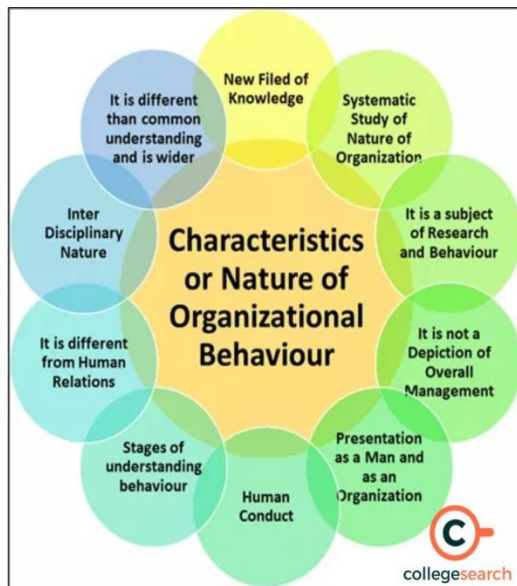 Characteristics
or Nature of
Organizational
Behaviour
New Filed of
Knowledge
Systematic
Study of
Nature of
Organization
It is a subject
of Research
and Behaviour
It is not a
Depiction of
Overall
Management
Presentation
as a Man and
as an
Organization
Human
Conduct
Stages of
understanding
behaviour
It is different
from Human
Relations
Inter
Disciplinary
Nature
It is different
than common
understanding
and is wider
C
collegesearch